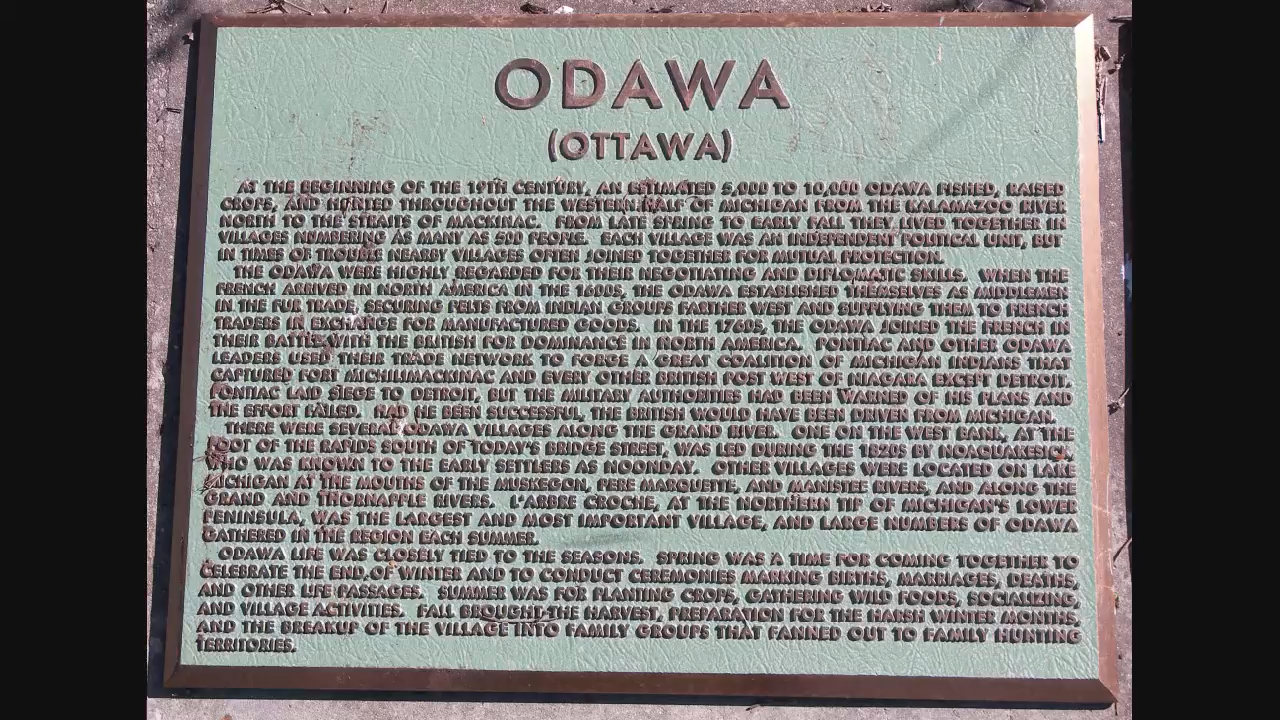 ODAWA
(OTTAWA)
AT THE BEGINNING OF THE 19TH CENTURY, AN ESTIMATED 5,000 TO 10,000 ODAWA FISHED, RAISED
CROPS, AND HUNTED THROUGHOUT THE WESTERN HALF OF MICHIGAN FROM THE KALAMAZOO RIVER
NORTH TO THE STRAITS OF MACKINAC. FROM LATE SPRING TO EARLY FALL THEY LIVED TOGETHER IN
VILLAGES NUMBERING AS MANY AS 500 PEOPLE. EACH VILLAGE WAS AN INDEPENDENT POLITICAL UNIT, BUT
IN TIMES OF TROUBLE NEARBY VILLAGES OFTEN JOINED TOGETHER FOR MUTUAL PROTECTION.
THE ODAWA WERE HIGHLY REGARDED FOR THEIR NEGOTIATING AND DIPLOMATIC SKILLS. WHEN THE
FRENCH ARRIVED IN NORTH AMERICA IN THE 1600S, THE ODAWA ESTABLISHED THEMSELVES AS MIDDLEMEN
IN THE FUR TRADE, SECURING PELTS FROM INDIAN GROUPS FARTHER WEST AND SUPPLYING THEM TO FRENCH
TRADERS IN EXCHANGE FOR MANUFACTURED GOODS. IN THE 1760S, THE ODAWA JOINED THE FRENCH IN
THEIR BATTLE WITH THE BRITISH FOR DOMINANCE IN NORTH AMERICA. PONTIAC AND OTHER ODAWA
LEADERS USED THEIR TRADE NETWORK TO FORGE A GREAT COALITION OF MICHIGAN INDIANS THAT
CAPTURED FORT MICHILIMACKINAC AND EVERY OTHER BRITISH POST WEST OF NIAGARA EXCEPT DETROIT.
PONTIAC LAID SIEGE TO DETROIT, BUT THE MILITARY AUTHORITIES HAD BEEN WARNED OF HIS PLANS AND
THE EFFORT FAILED. HAD HE BEEN SUCCESSFUL, THE BRITISH WOULD HAVE BEEN DRIVEN FROM MICHIGAN.
THERE WERE SEVERAL ODAWA VILLAGES ALONG THE GRAND RIVER. ONE ON THE WEST BANK, AT THE
FOOT OF THE RAPIDS SOUTH OF TODAY'S BRIDGE STREET, WAS LED DURING THE 1820S BY NOAQUAKESICK,
WHO WAS KNOWN TO THE EARLY SETTLERS AS NOONDAY. OTHER VILLAGES WERE LOCATED ON LAKE
MICHIGAN AT THE MOUTHS OF THE MUSKEGON, PERE MARQUETTE, AND MANISTEE RIVERS, AND ALONG THE
GRAND AND THORNAPPLE RIVERS. L'ARBRE CROCHE, AT THE NORTHERN TIP OF MICHIGAN'S LOWER
PENINSULA, WAS THE LARGEST AND MOST IMPORTANT VILLAGE, AND LARGE NUMBERS OF ODAWA
GATHERED IN THE REGION EACH SUMMER.
ODAWA LIFE WAS CLOSELY TIED TO THE SEASONS. SPRING WAS A TIME FOR COMING TOGETHER TO
CELEBRATE THE END OF WINTER AND TO CONDUCT CEREMONIES MARKING BIRTHS, MARRIAGES, DEATHS,
AND OTHER LIFE PASSAGES. SUMMER WAS FOR PLANTING CROPS, GATHERING WILD FOODS, SOCIALIZING,
AND VILLAGE ACTIVITIES. FALL BROUGHT THE HARVEST, PREPARATION FOR THE HARSH WINTER MONTHS,
AND THE BREAKUP OF THE VILLAGE INTO FAMILY GROUPS THAT FANNED OUT TO FAMILY HUNTING
TERRITORIES.